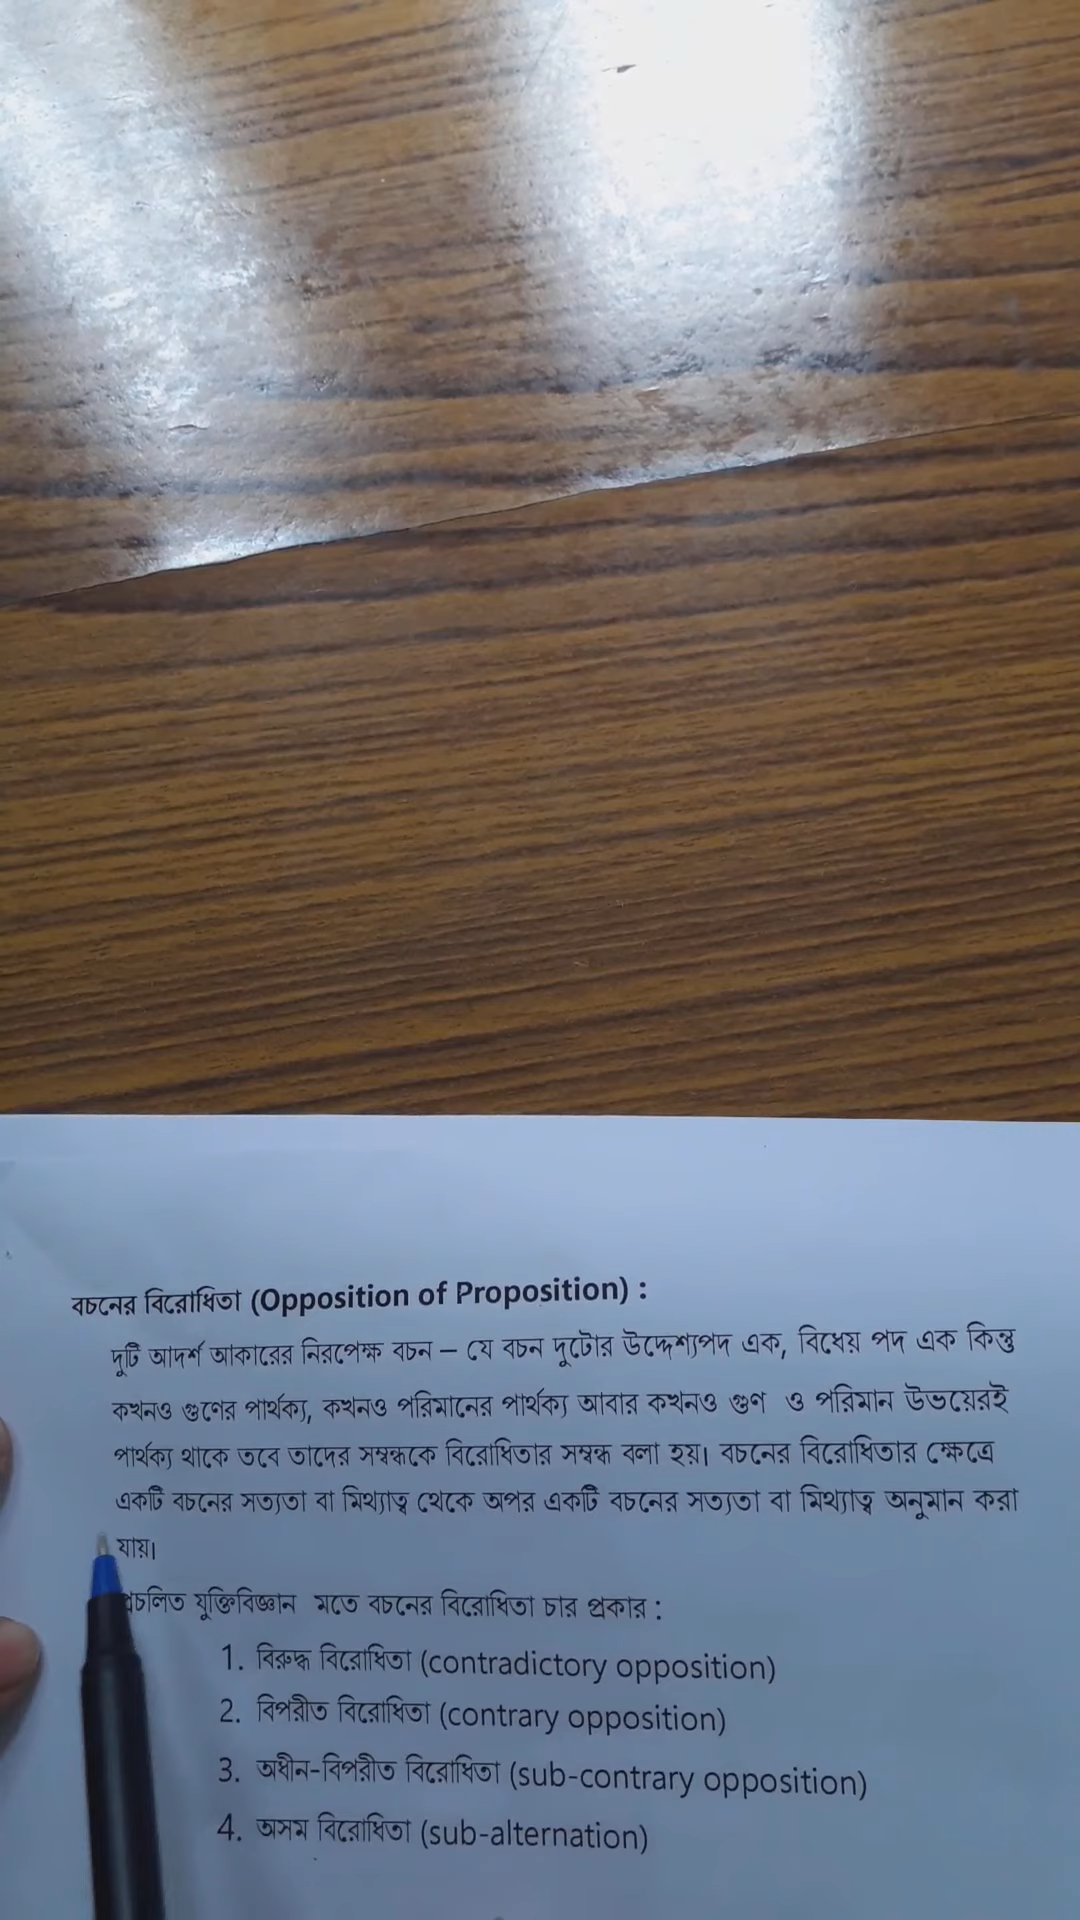 বচনের বিরোধিতা (Opposition of Proposition) :
দুটি আদর্শ আকারের নিরপেক্ষ বচন – যে বচন দুটোর উদ্দেশ্যপদ এক, বিধেয় পদ এক কিন্তু
কখনও গুণের পার্থক্য, কখনও পরিমানের পার্থক্য আবার কখনও গুণ ও পরিমান উভয়েরই
পার্থক্য থাকে তবে তাদের সম্বন্ধকে বিরোধিতার সম্বন্ধ বলা হয়। বচনের বিরোধিতার ক্ষেত্রে
একটি বচনের সত্যতা বা মিথ্যাত্ব থেকে অপর একটি বচনের সত্যতা বা মিথ্যাত্ব অনুমান করা
যায়।
প্রচলিত যুক্তিবিজ্ঞান মতে বচনের বিরোধিতা চার প্রকার :
1. বিরুদ্ধ বিরোধিতা (contradictory opposition)
2. বিপরীত বিরোধিতা (contrary opposition)
3. অধীন-বিপরীত বিরোধিতা (sub-contrary opposition)
4. অসম বিরোধিতা (sub-alternation)